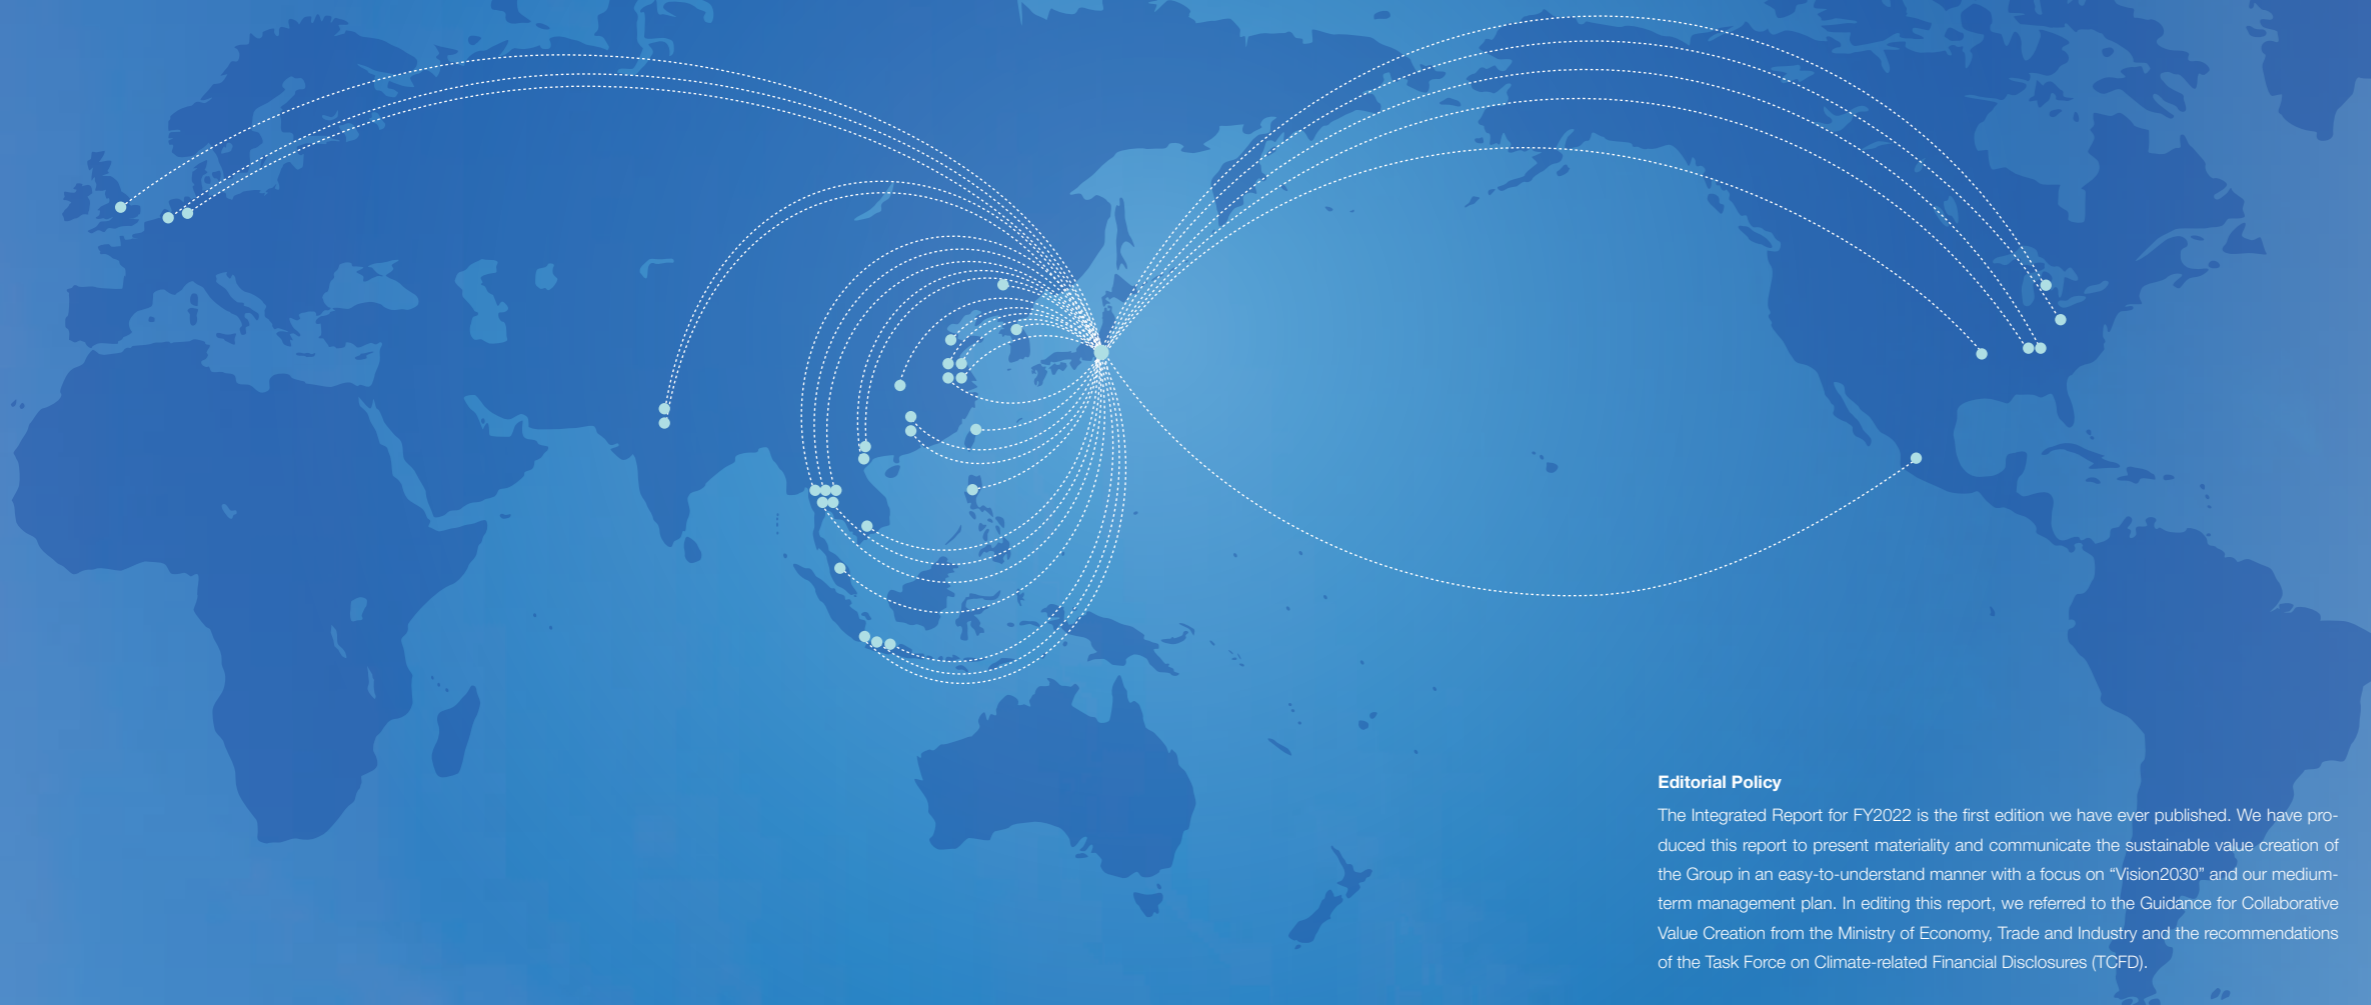 Editorial Policy
The Integrated Report for FY2022 is the first edition we have ever published. We have pro-
duced this report to present materiality and communicate the sustainable value creation of
the Group in an easy-to-understand manner with a focus on “Vision2030” and our medium-
term management plan. In editing this report, we referred to the Guidance for Collaborative
Value Creation from the Ministry of Economy, Trade and Industry and the recommendations
of the Task Force on Climate-related Financial Disclosures (TCFD).